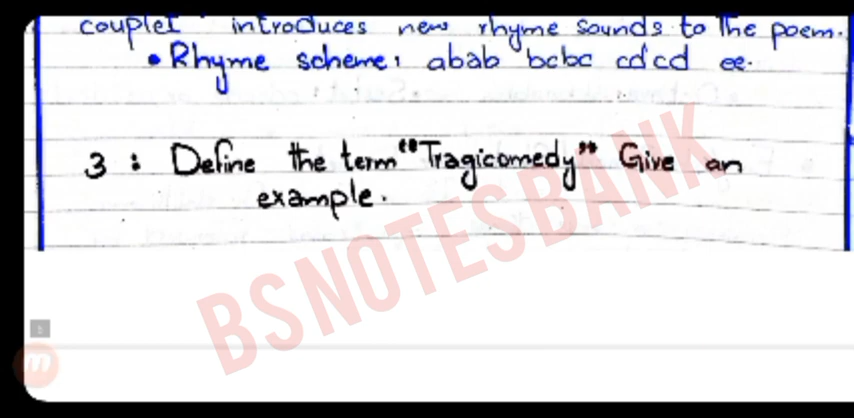 couplet introduces new rhyme sounds to the poem.
• Rhyme scheme: abab bcbc cdcd ee.
3 : Define the term "Tragicomedy" Give an
example.
BSNOTESBANK
5
m